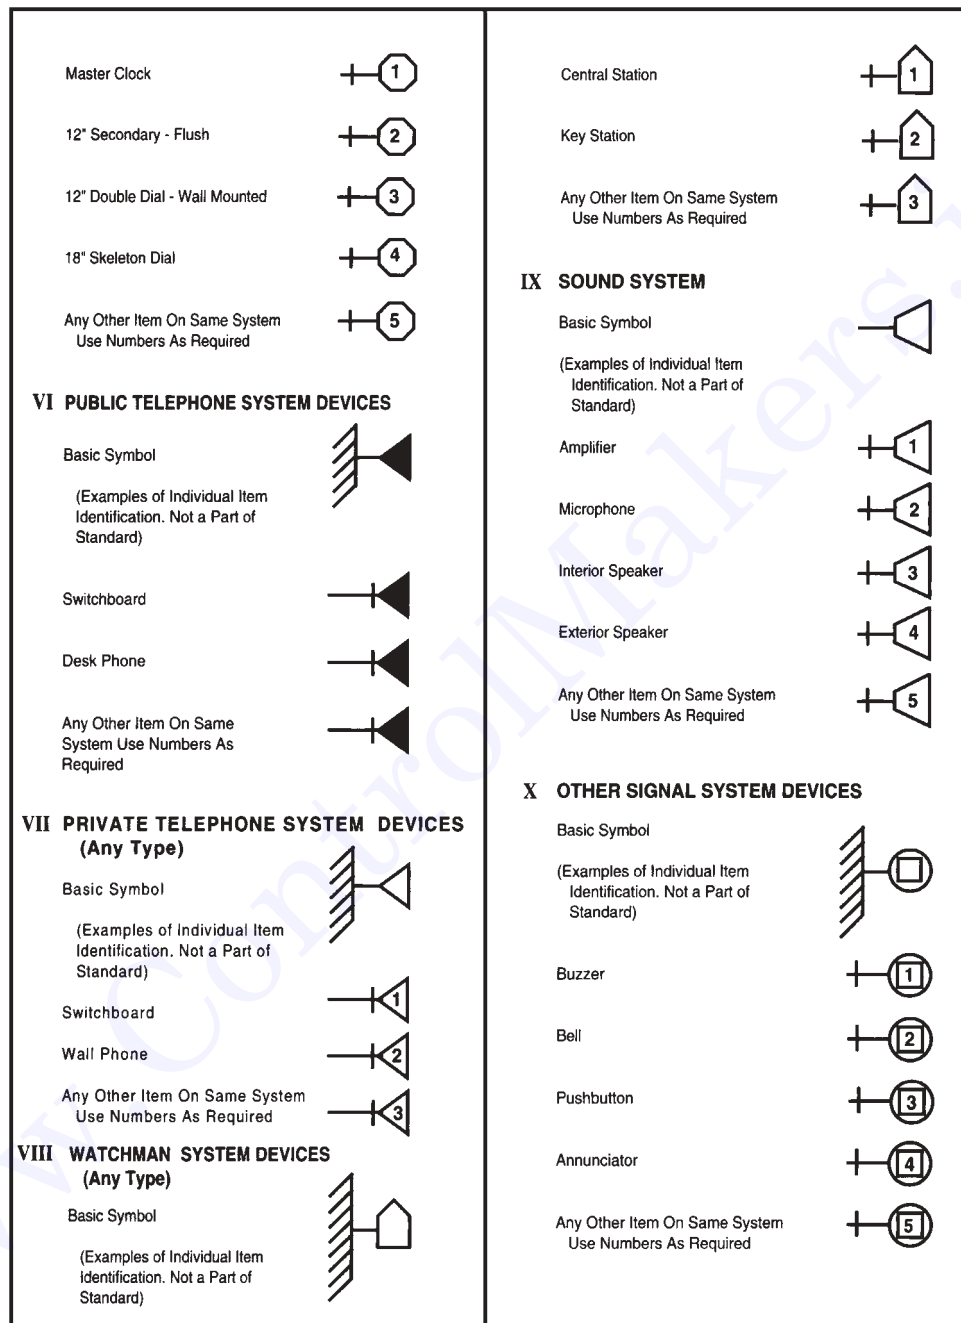 Master Clock 1
12" Secondary - Flush 2
12" Double Dial - Wall Mounted 3
18" Skeleton Dial 4
Any Other Item On Same System 5
Use Numbers As Required
VI PUBLIC TELEPHONE SYSTEM DEVICES
Basic Symbol
(Examples of Individual Item
Identification. Not a Part of
Standard)
Switchboard
Desk Phone
Any Other Item On Same
System Use Numbers As
Required
VII PRIVATE TELEPHONE SYSTEM DEVICES
(Any Type)
Basic Symbol
(Examples of Individual Item
Identification. Not a Part of
Standard)
Switchboard 1
Wall Phone 2
Any Other Item On Same System
Use Numbers As Required 3
VIII WATCHMAN SYSTEM DEVICES
(Any Type)
Basic Symbol
(Examples of Individual Item
Identification. Not a Part of
Standard)
Central Station 1
Key Station 2
Any Other Item On Same System 3
Use Numbers As Required
IX SOUND SYSTEM
Basic Symbol
(Examples of Individual Item
Identification. Not a Part of
Standard)
Amplifier 1
Microphone 2
Interior Speaker 3
Exterior Speaker 4
Any Other Item On Same System 5
Use Numbers As Required
X OTHER SIGNAL SYSTEM DEVICES
Basic Symbol
(Examples of Individual Item
Identification. Not a Part of
Standard)
Buzzer 1
Bell 2
Pushbutton 3
Annunciator 4
Any Other Item On Same System 5
Use Numbers As Required
w ControlMakers.